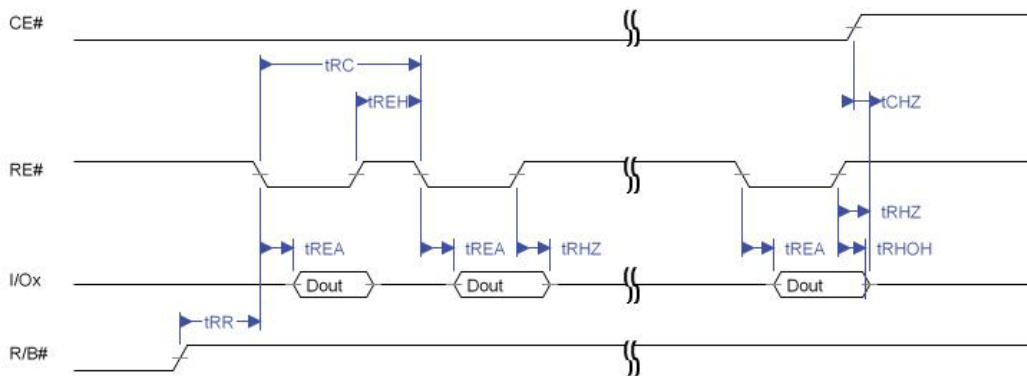 CE#
tRC
tREH
tCHZ
RE#
tRHZ
tREA
tREA
tRHZ
tREA
tRHOH
I/Ox
Dout
Dout
Dout
tRR
R/B#